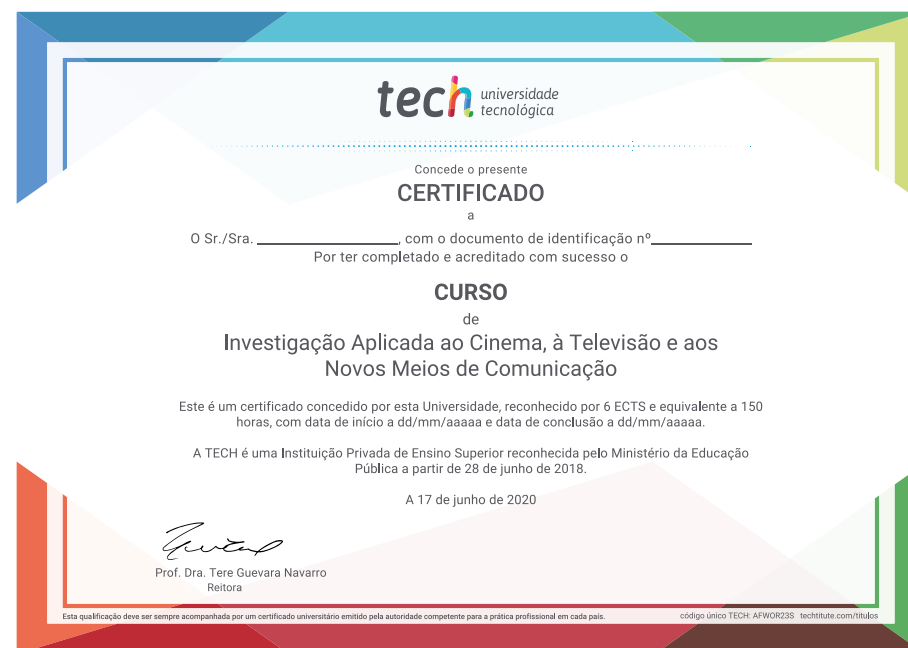 tech universidade
tecnológica
Concede o presente
CERTIFICADO
a
O Sr./Sra. , com o documento de identificação nº
Por ter completado e acreditado com sucesso o
CURSO
de
Investigação Aplicada ao Cinema, à Televisão e aos
Novos Meios de Comunicação
Este é um certificado concedido por esta Universidade, reconhecido por 6 ECTS e equivalente a 150
horas, com data de início a dd/mm/aaaaa e data de conclusão a dd/mm/aaaaa.
A TECH é uma Instituição Privada de Ensino Superior reconhecida pelo Ministério da Educação
Pública a partir de 28 de junho de 2018.
A 17 de junho de 2020
Prof. Dra. Tere Guevara Navarro
Reitora
Esta qualificação deve ser sempre acompanhada por um certificado universitário emitido pela autoridade competente para a prática profissional em cada país. código único TECH: AFWOR23S techtitute.com/titulos